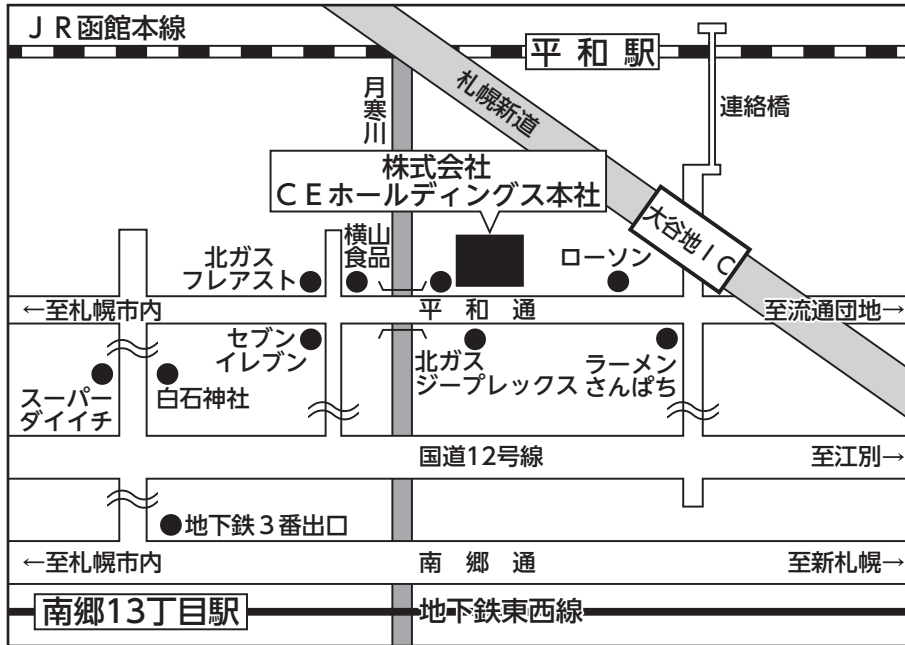 ＪＲ函館本線
平和駅
月寒川
札幌新道
連絡橋
株式会社
ＣＥホールディングス本社
大谷地ＩＣ
北ガス
フレアスト
横山
食品
ローソン
←至札幌市内
平和通
至流通団地→
セブン
イレブン
北ガス
ジープレックス
ラーメン
さんぱち
スーパー
ダイイチ
白石神社
国道12号線
至江別→
地下鉄３番出口
←至札幌市内
南郷通
至新札幌→
南郷13丁目駅
地下鉄東西線